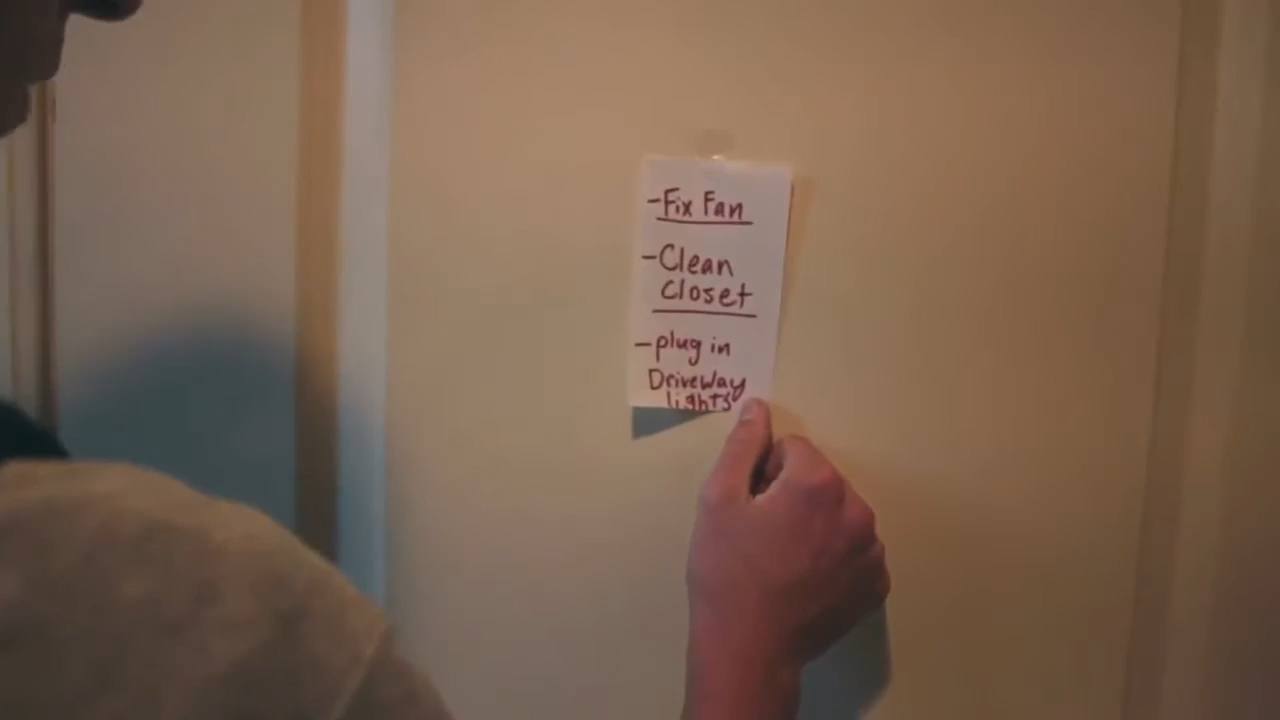 -Fix Fan
-Clean
Closet
-plug in
Driveway
lights